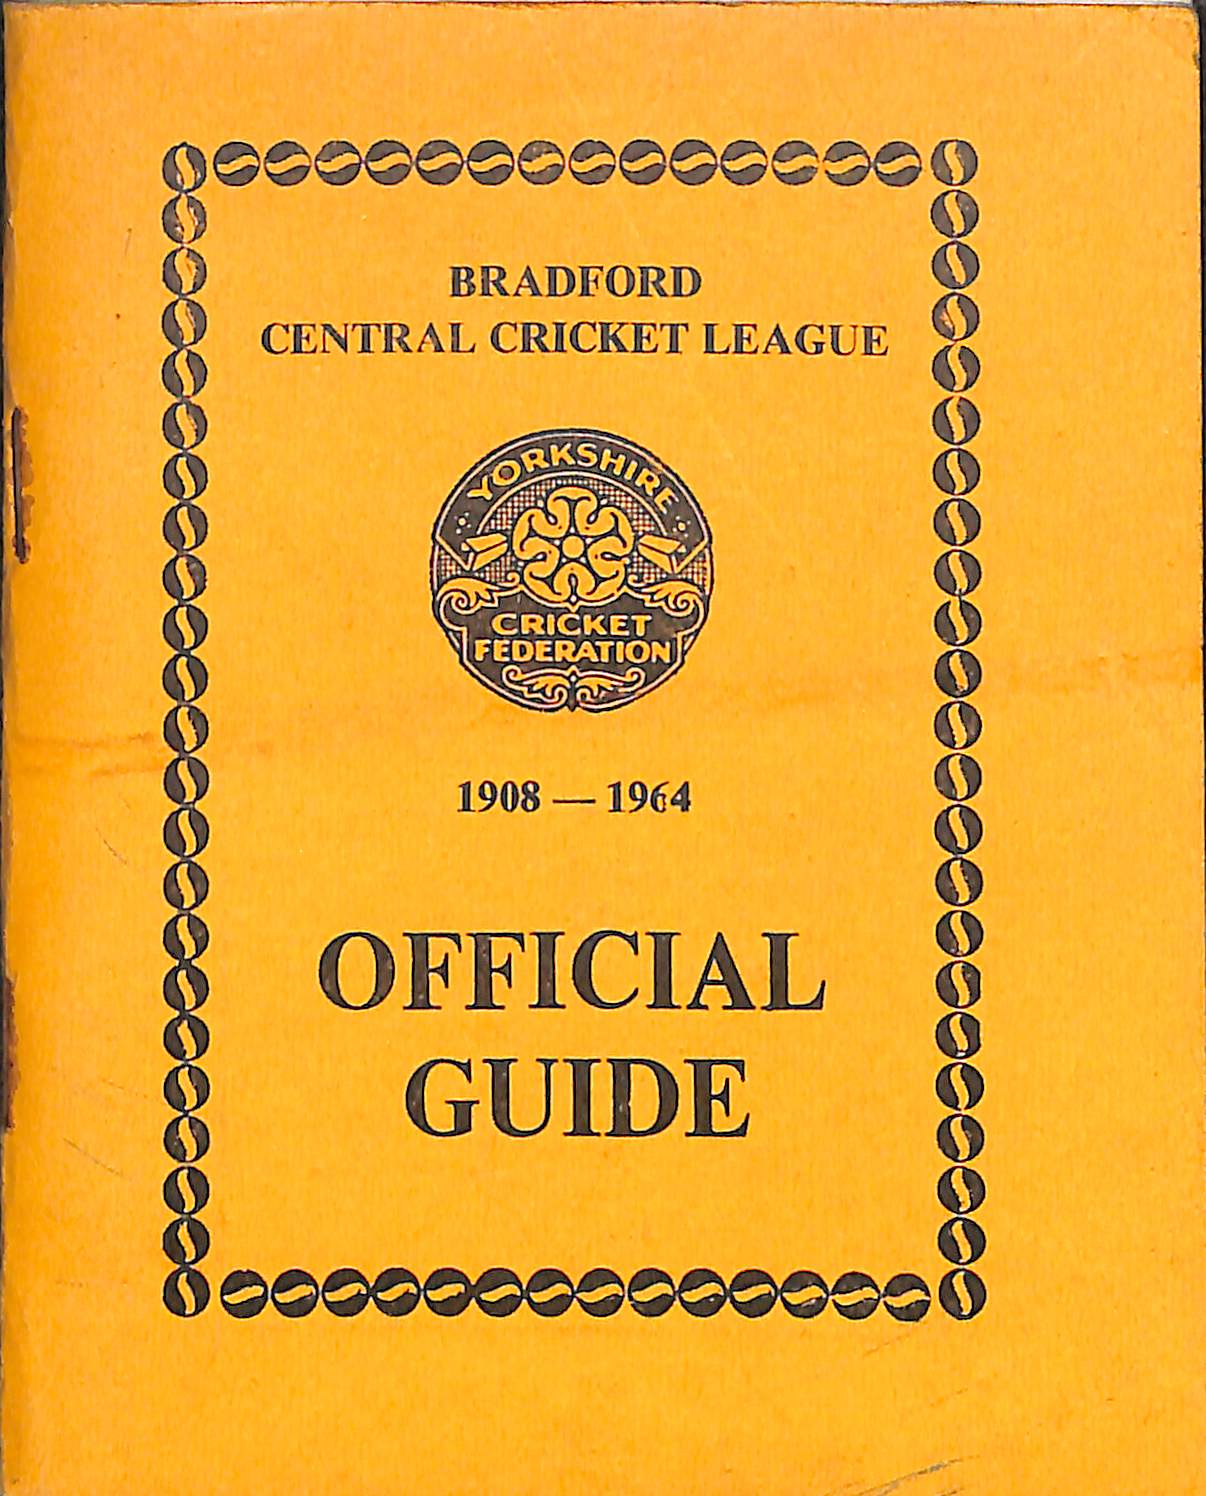 BRADFORD
CENTRAL CRICKET LEAGUE
YORKSHIRE
CRICKET
FEDERATION
1908 — 1964
OFFICIAL
GUIDE